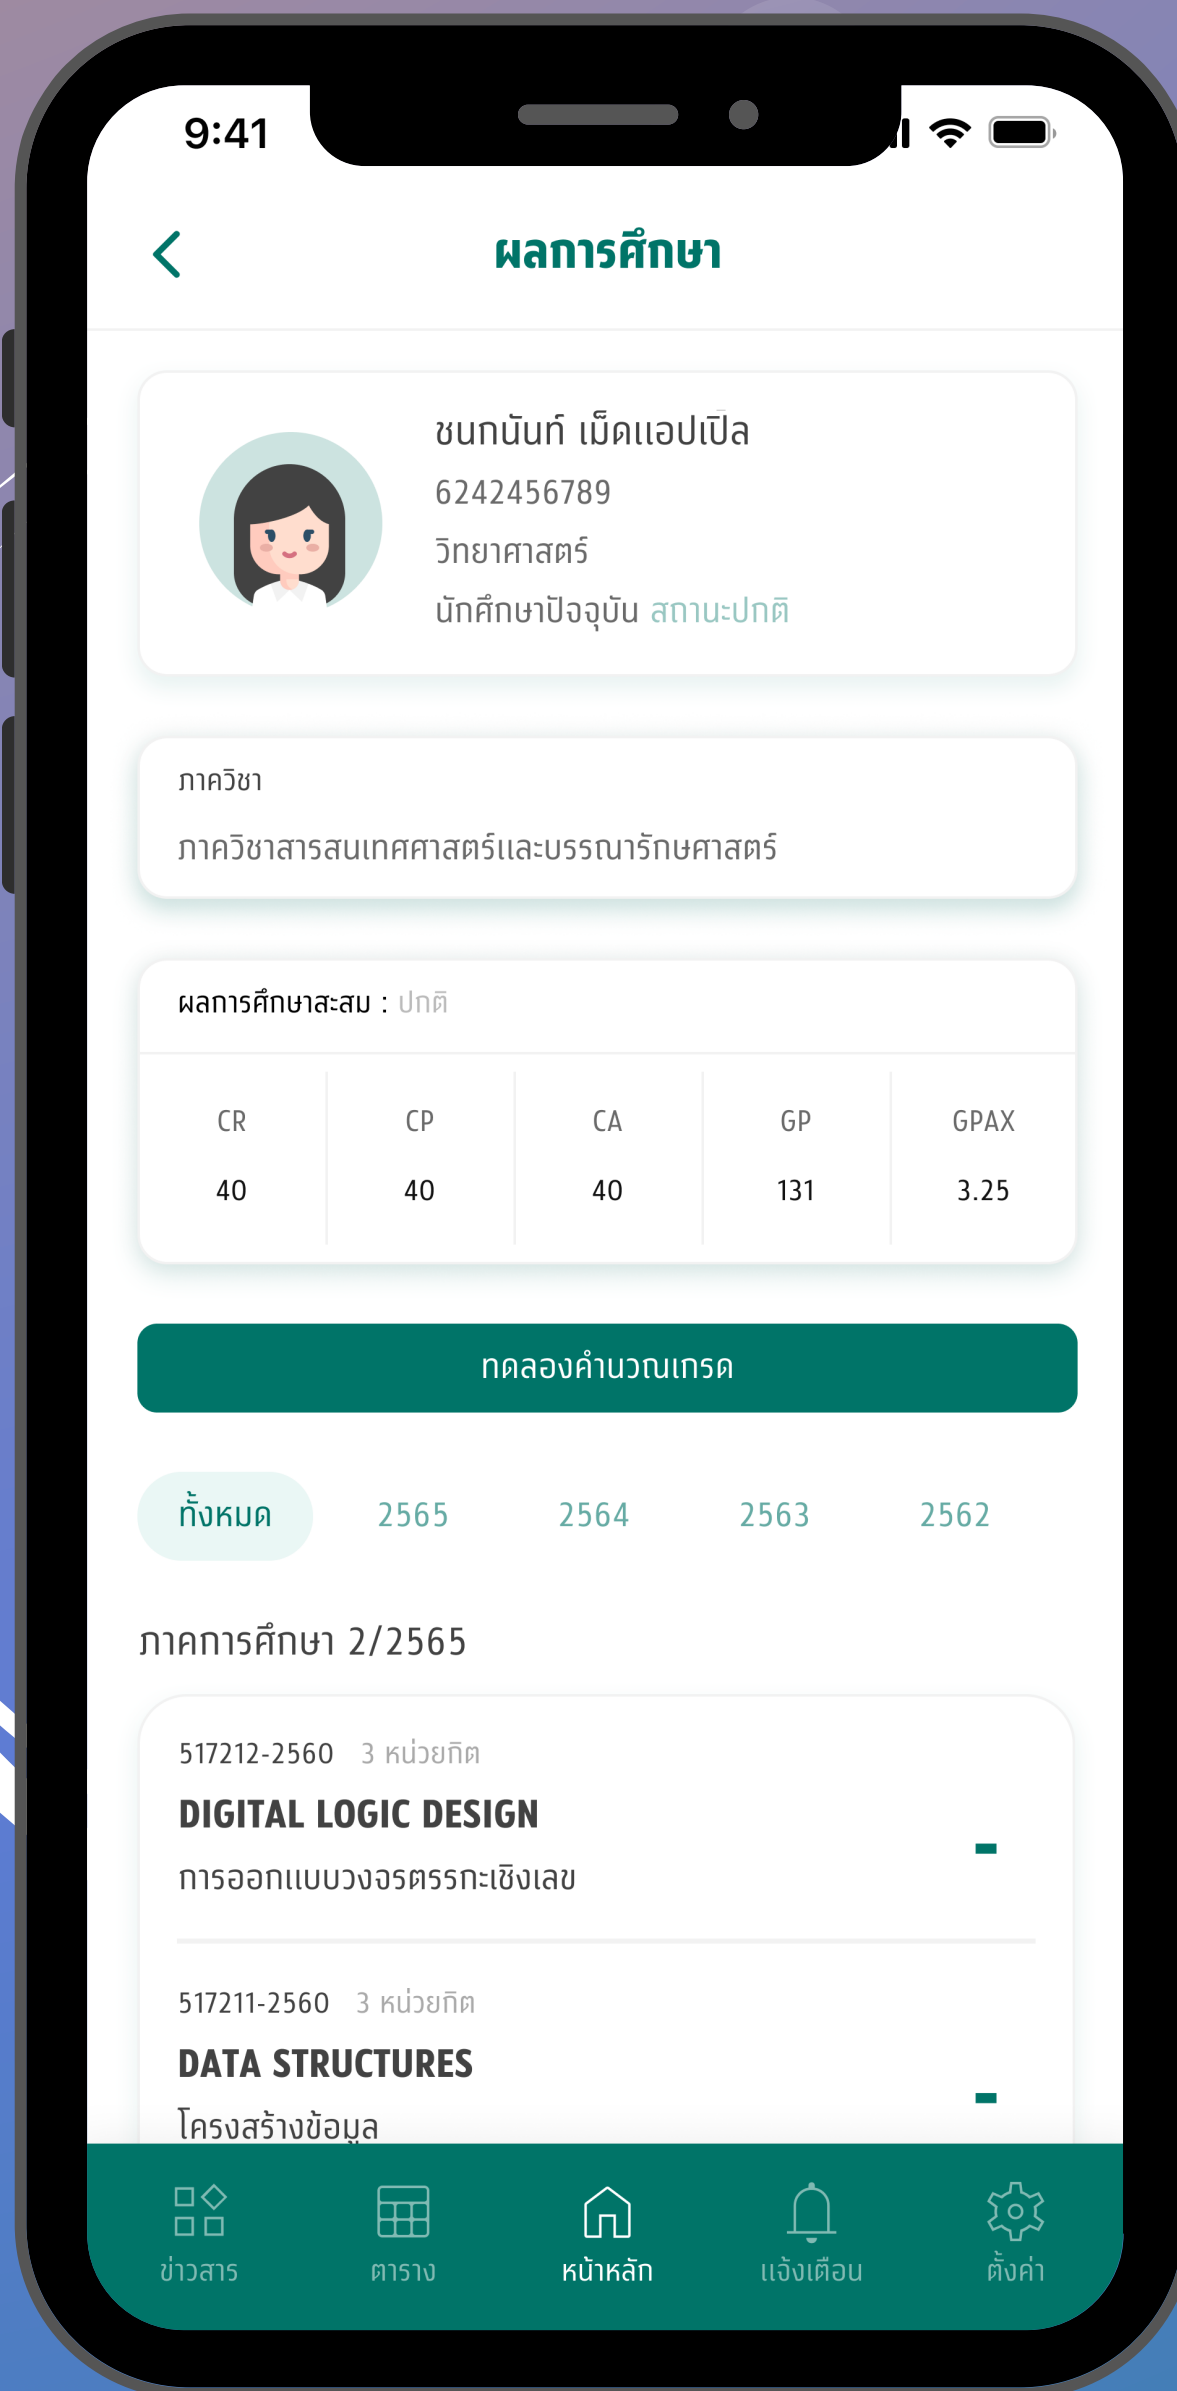 9:41
ผลการศึกษา
ชนกนันท์ เม็ดแอปเปิ้ล
6242456789
วิทยาศาสตร์
นักศึกษาปัจจุบัน สถานะปกติ
ภาควิชา
ภาควิชาสารสนเทศศาสตร์และบรรณารักษศาสตร์
ผลการศึกษาสะสม : ปกติ
CR CP CA GP GPAX
40 40 40 131 3.25
ทดลองคำนวณเกรด
ทั้งหมด 2565 2564 2563 2562
ภาคการศึกษา 2/2565
517212-2560 3 หน่วยกิต
DIGITAL LOGIC DESIGN
-
การออกแบบวงจรตรรกะเชิงเลข
517211-2560 3 หน่วยกิต
DATA STRUCTURES
-
โครงสร้างข้อมูล
ข่าวสาร ตาราง หน้าหลัก แจ้งเตือน ตั้งค่า